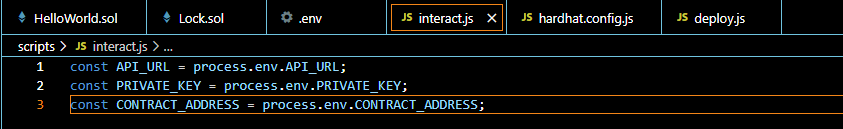 HelloWorld.sol Lock.sol .env JS interact.js × JS hardhat.config.js JS deploy.js
scripts > JS interact.js > ...
1 const API_URL = process.env.API_URL;
2 const PRIVATE_KEY = process.env.PRIVATE_KEY;
3 const CONTRACT_ADDRESS = process.env.CONTRACT_ADDRESS;